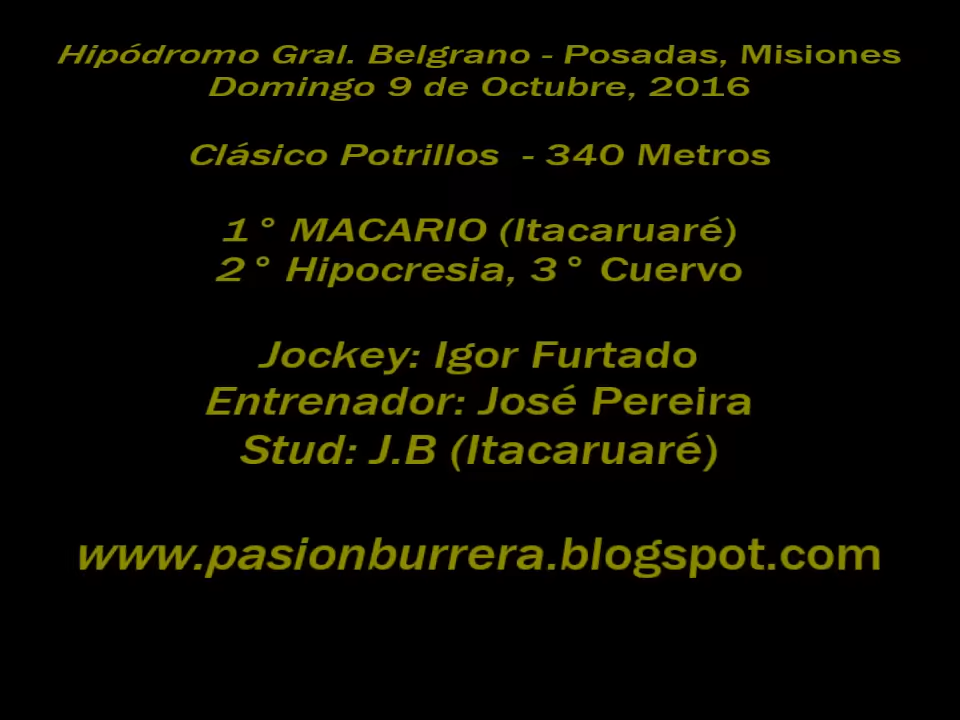 Hipódromo Gral. Belgrano - Posadas, Misiones
Domingo 9 de Octubre, 2016
Clásico Potrillos - 340 Metros
1° MACARIO (Itacaruaré)
2° Hipocresia, 3° Cuervo
Jockey: Igor Furtado
Entrenador: José Pereira
Stud: J.B (Itacaruaré)
www.pasionburrera.blogspot.com